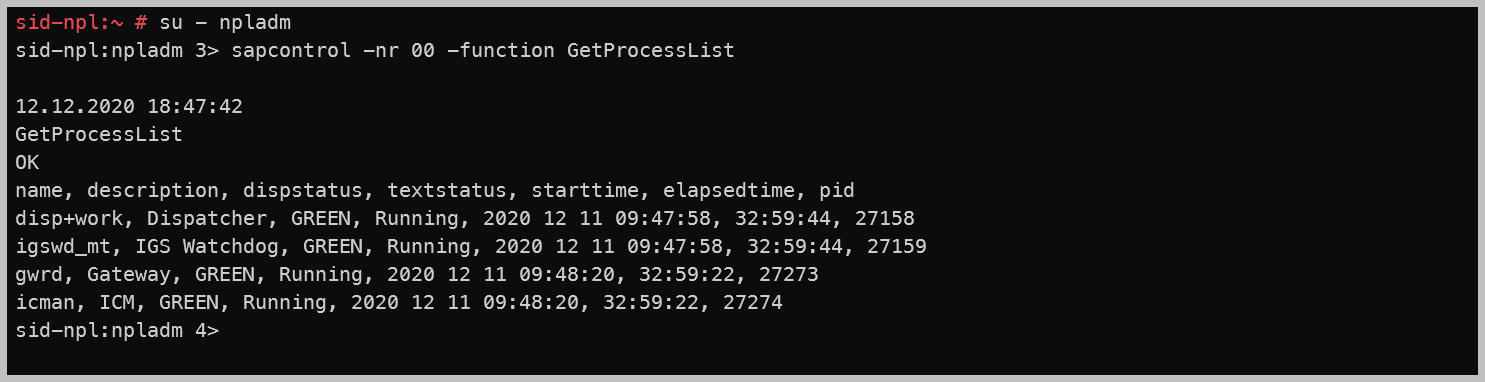 sid-npl:~ # su - npladm
sid-npl:npladm 3> sapcontrol -nr 00 -function GetProcessList
12.12.2020 18:47:42
GetProcessList
OK
name, description, dispstatus, textstatus, starttime, elapsedtime, pid
disp+work, Dispatcher, GREEN, Running, 2020 12 11 09:47:58, 32:59:44, 27158
igswd_mt, IGS Watchdog, GREEN, Running, 2020 12 11 09:47:58, 32:59:44, 27159
gwrd, Gateway, GREEN, Running, 2020 12 11 09:48:20, 32:59:22, 27273
icman, ICM, GREEN, Running, 2020 12 11 09:48:20, 32:59:22, 27274
sid-npl:npladm 4>